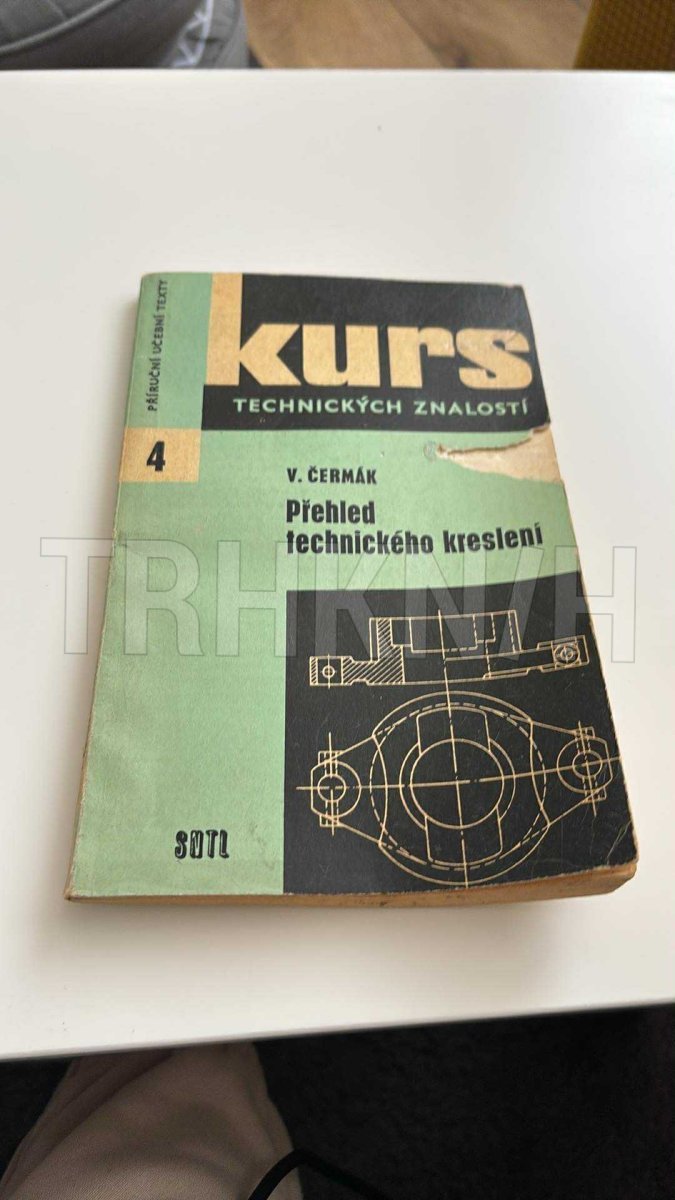 PŘÍRUČNÍ UČEBNÍ TEXTY
kurs
TECHNICKÝCH ZNALOSTÍ
4
V. ČERMÁK
Přehled
technického kreslení
TRHKNIH
SNTL